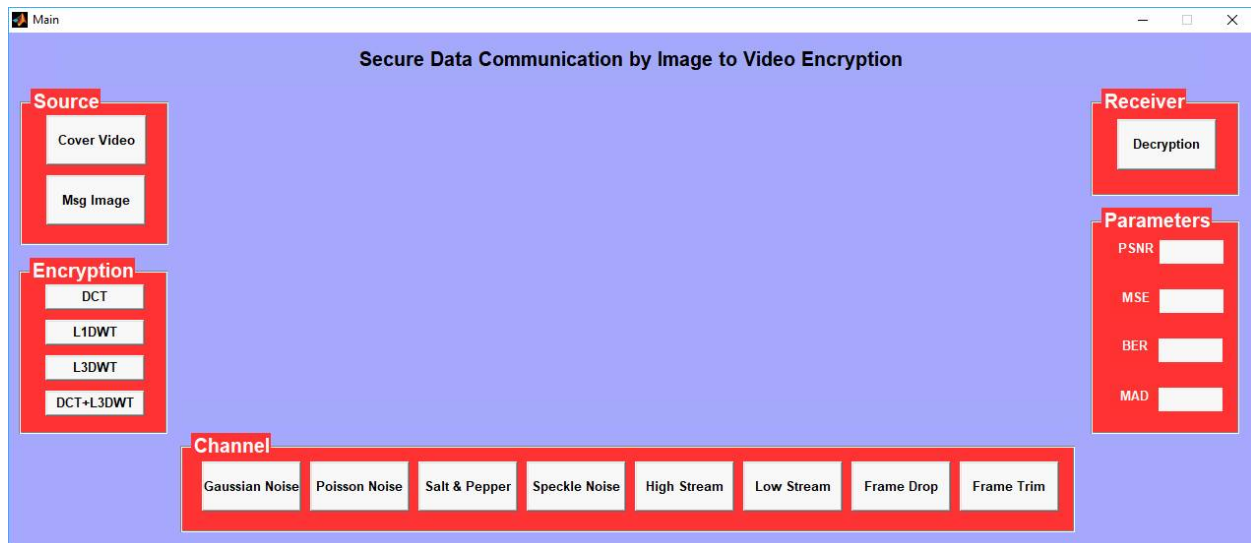 Main
Secure Data Communication by Image to Video Encryption
Source
Cover Video
Msg Image
Encryption
DCT
L1DWT
L3DWT
DCT+L3DWT
Channel
Gaussian Noise
Poisson Noise
Salt & Pepper
Speckle Noise
High Stream
Low Stream
Frame Drop
Frame Trim
Receiver
Decryption
Parameters
PSNR
MSE
BER
MAD